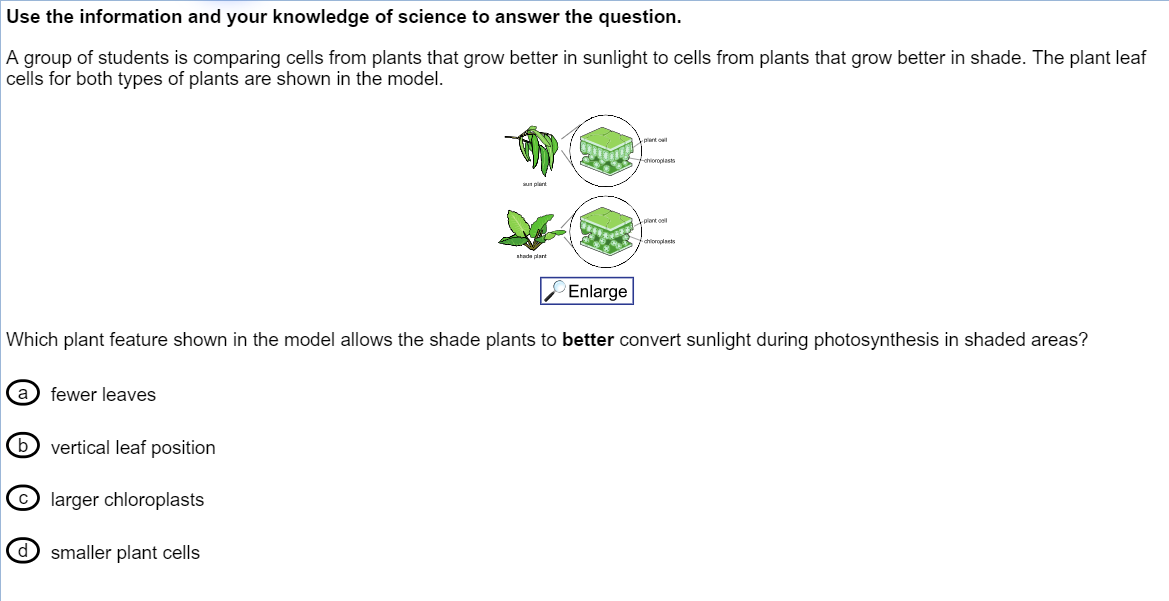 Use the information and your knowledge of science to answer the question.
A group of students is comparing cells from plants that grow better in sunlight to cells from plants that grow better in shade. The plant leaf
cells for both types of plants are shown in the model.
plant cell
chloroplasts
sun plant
plant cell
chloroplasts
shade plant
Enlarge
Which plant feature shown in the model allows the shade plants to better convert sunlight during photosynthesis in shaded areas?
a fewer leaves
b vertical leaf position
c larger chloroplasts
d smaller plant cells